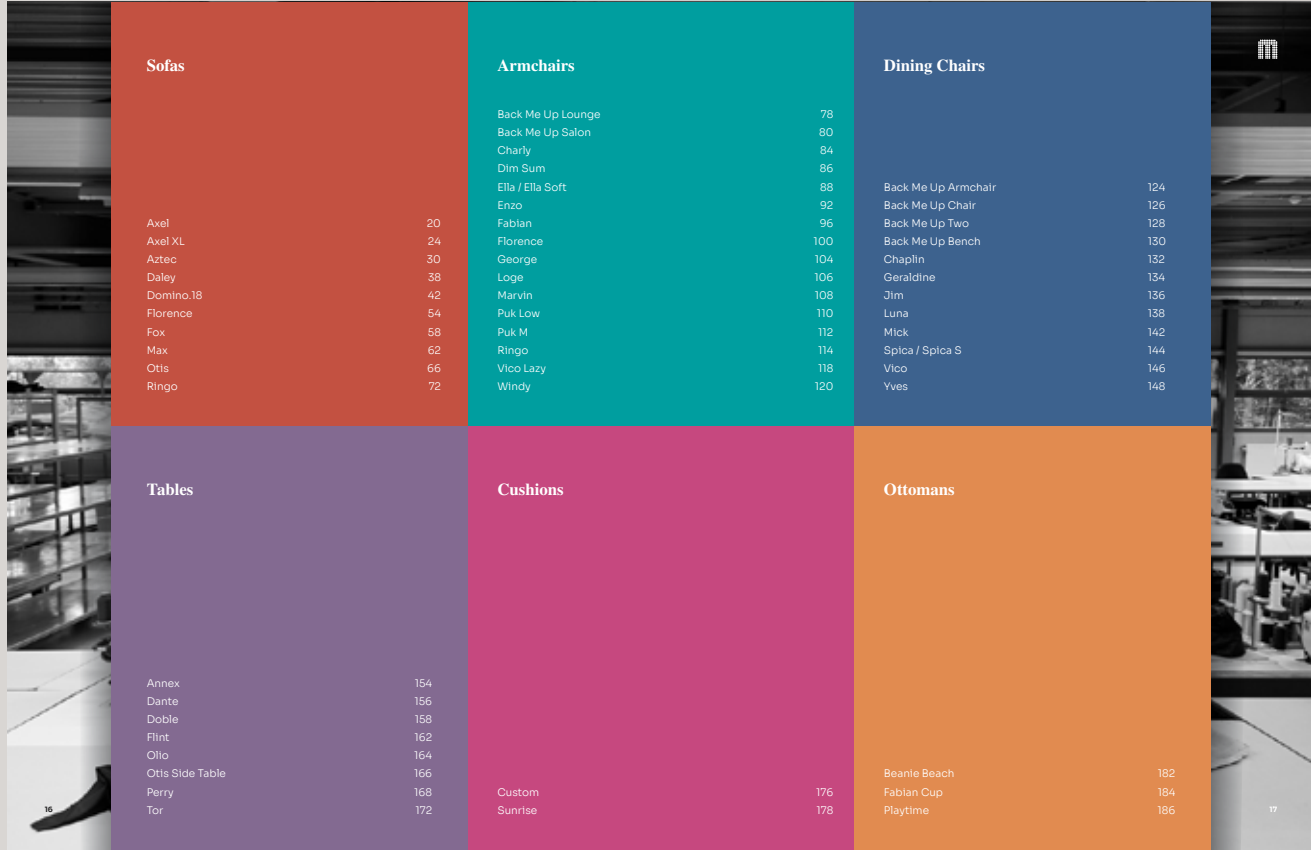 Sofas
Axel 20
Axel XL 24
Aztec 30
Daley 38
Domino.18 42
Florence 54
Fox 58
Max 62
Otis 66
Ringo 72
Armchairs
Back Me Up Lounge 78
Back Me Up Salon 80
Charly 84
Dim Sum 86
Ella / Ella Soft 88
Enzo 92
Fabian 96
Florence 100
George 104
Loge 106
Marvin 108
Puk Low 110
Puk M 112
Ringo 114
Vico Lazy 118
Windy 120
Dining Chairs
Back Me Up Armchair 124
Back Me Up Chair 126
Back Me Up Two 128
Back Me Up Bench 130
Chaplin 132
Geraldine 134
Jim 136
Luna 138
Mick 142
Spica / Spica S 144
Vico 146
Yves 148
Tables
Annex 154
Dante 156
Doble 158
Flint 162
Olio 164
Otis Side Table 166
Perry 168
Tor 172
Cushions
Custom 176
Sunrise 178
Ottomans
Beanie Beach 182
Fabian Cup 184
Playtime 186
m
16
17